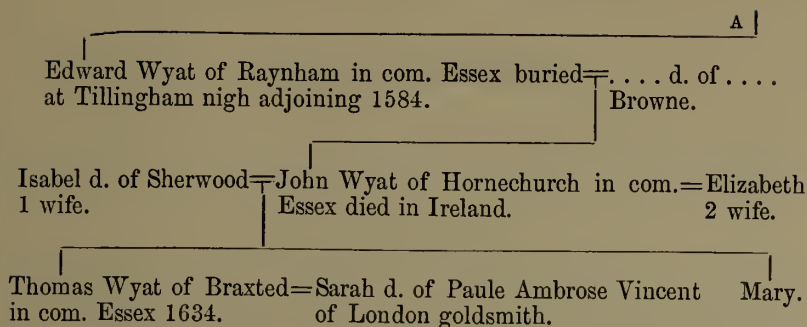 A
Edward Wyat of Raynham in com. Essex buried=. . . . d. of . . . .
at Tillingham nigh adjoining 1584. Browne.
Isabel d. of Sherwood=John Wyat of Hornechurch in com.=Elizabeth
1 wife. Essex died in Ireland. 2 wife.
Thomas Wyat of Braxted=Sarah d. of Paule Ambrose Vincent Mary.
in com. Essex 1634. of London goldsmith.